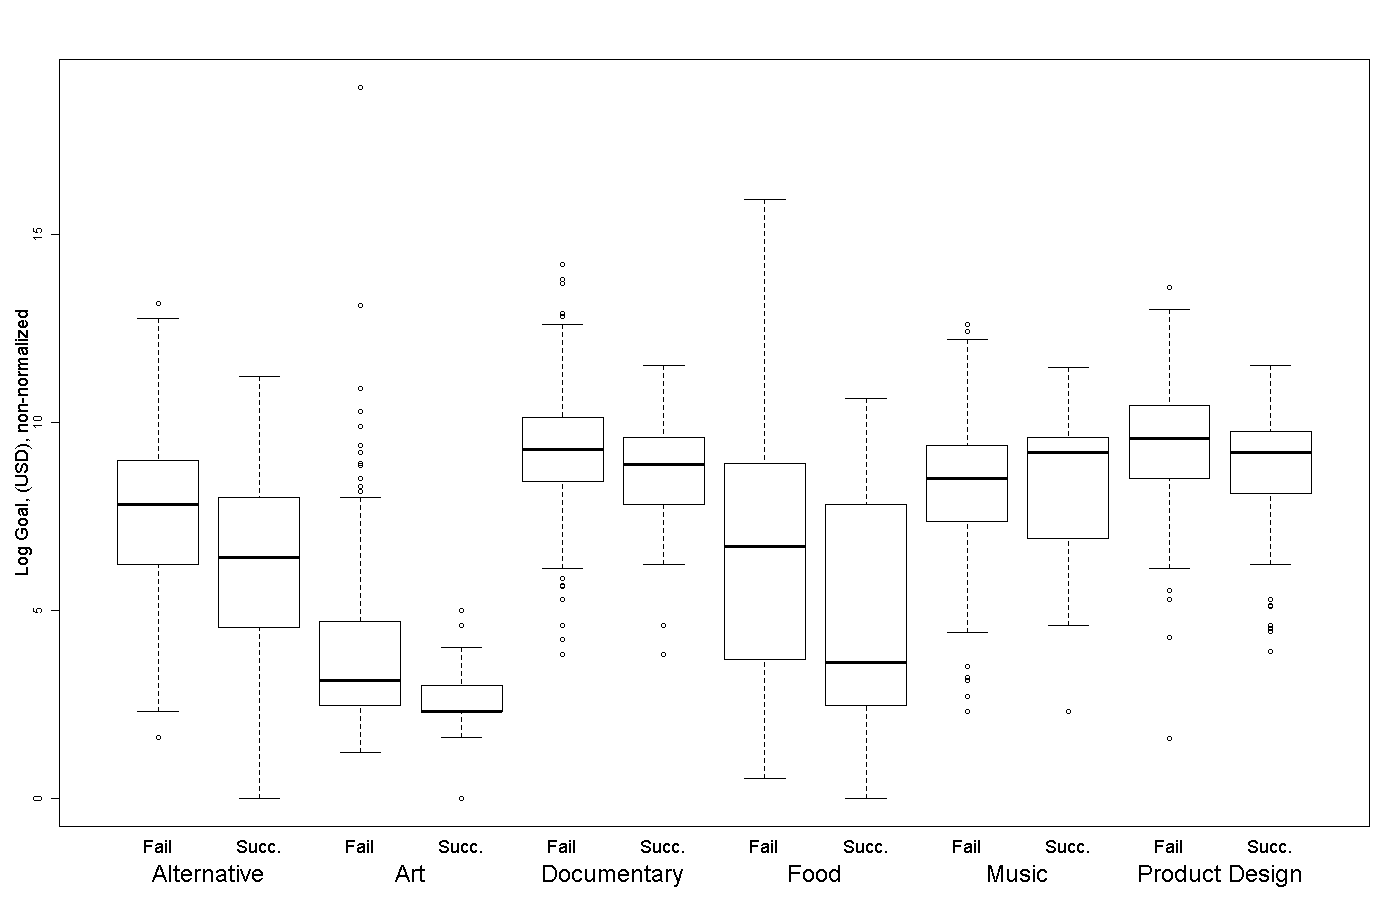 15
10
5
0
Log Goal, (USD), non-normalized
Fail Succ. Fail Succ. Fail Succ. Fail Succ. Fail Succ. Fail Succ.
Alternative Art Documentary Food Music Product Design